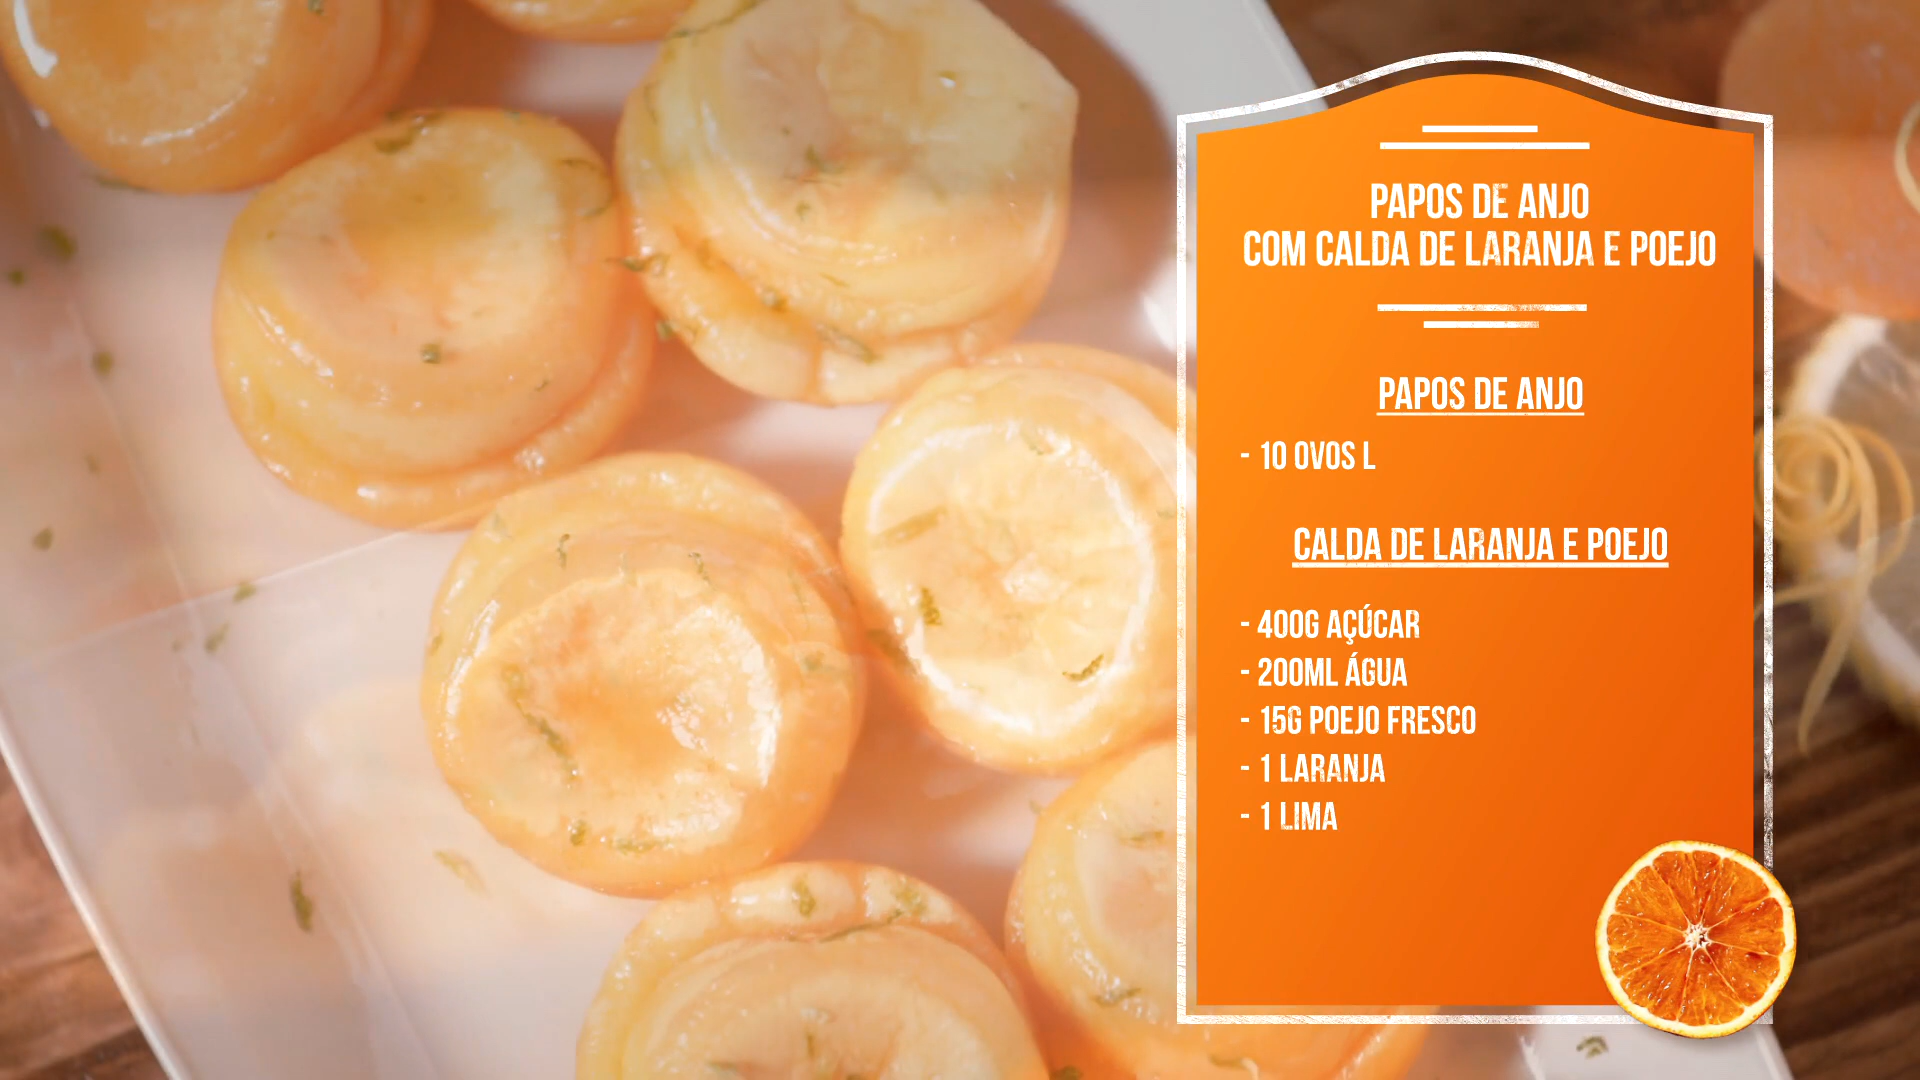 PAPOS DE ANJO
COM CALDA DE LARANJA E POEJO
PAPOS DE ANJO
- 10 OVOS L
CALDA DE LARANJA E POEJO
- 400G AÇÚCAR
- 200ML ÁGUA
- 15G POEJO FRESCO
- 1 LARANJA
- 1 LIMA